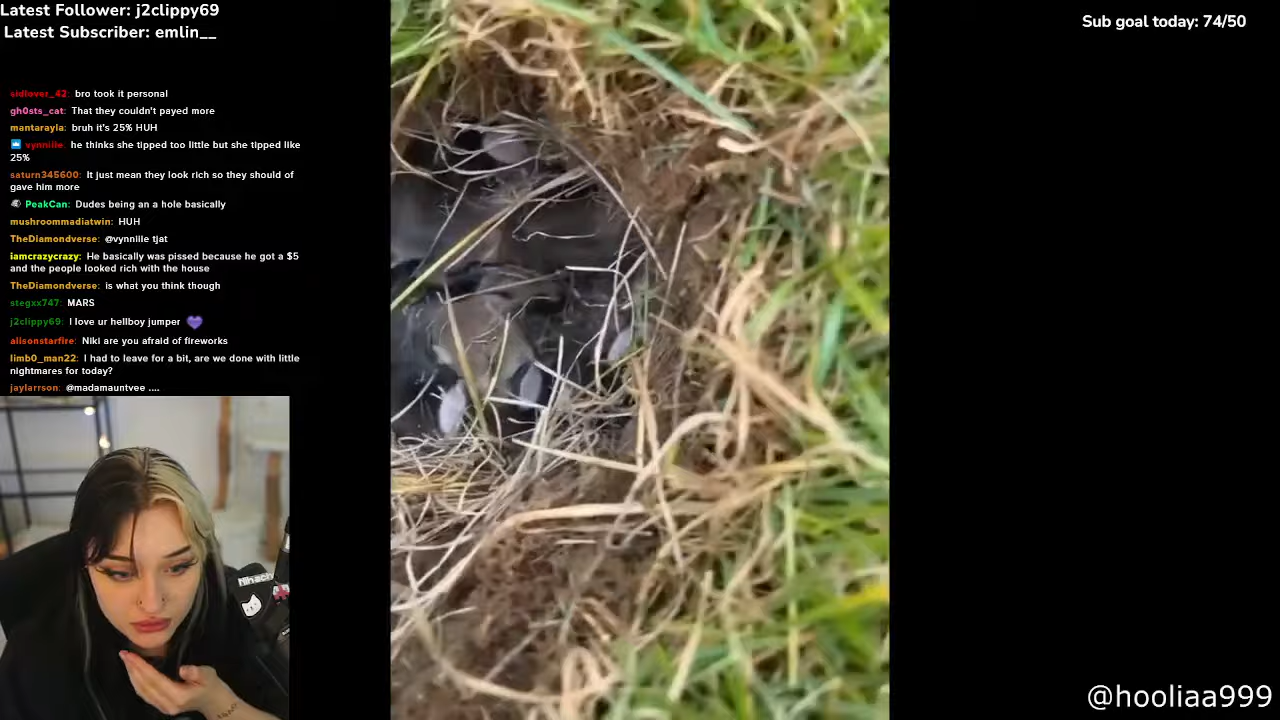 Latest Follower: j2clippy69
Latest Subscriber: emlin__
Sub goal today: 74/50
sidlover_42: bro took it personal
gh0sts_cat: That they couldn't payed more
mantarayla: bruh it's 25% HUH
vynniiie: he thinks she tipped too little but she tipped like
25%
saturn345600: It just mean they look rich so they should of
gave him more
PeakCan: Dudes being an a hole basically
mushroommadiatwin: HUH
TheDiamondverse: @vynniiie tjat
iamcrazycrazy: He basically was pissed because he got a $5
and the people looked rich with the house
TheDiamondverse: is what you think though
stegxx747: MARS
j2clippy69: I love ur hellboy jumper
alisonstarfire: Niki are you afraid of fireworks
limb0_man22: I had to leave for a bit, are we done with little
nightmares for today?
jaylarrson: @madamauntvee ....
@hooliaa999